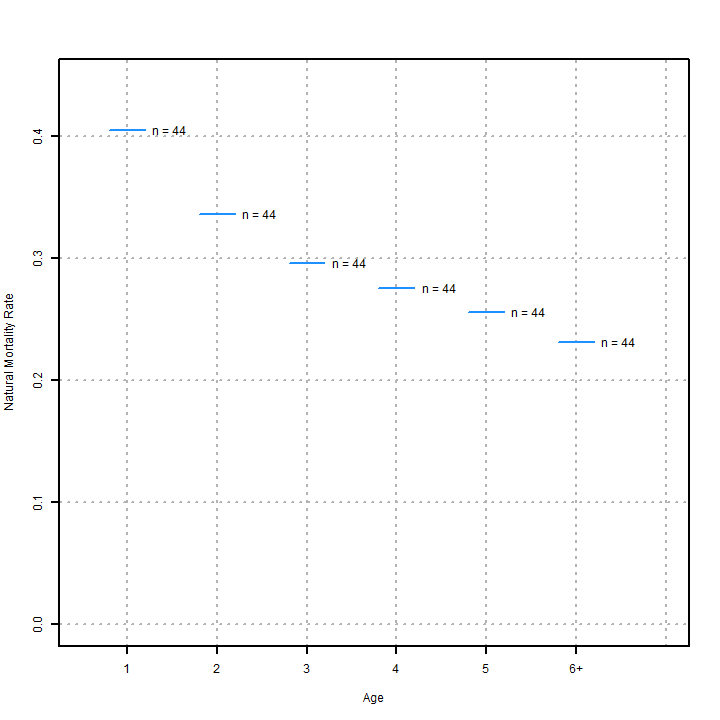 Natural Mortality Rate
0.4
0.3
0.2
0.1
0.0
n = 44
n = 44
n = 44
n = 44
n = 44
n = 44
1 2 3 4 5 6+
Age